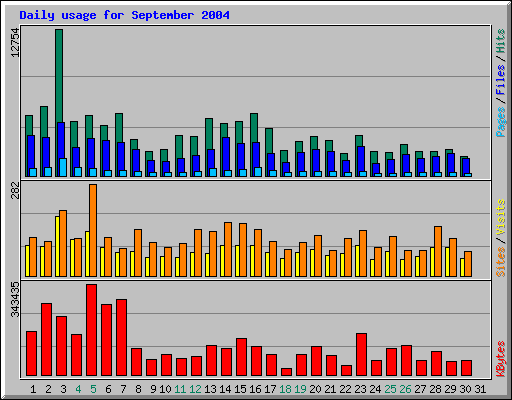 Daily usage for September 2004
12754
Pages / Files / Hits
282
Sites / Visits
343435
KBytes
1 2 3 4 5 6 7 8 9 10 11 12 13 14 15 16 17 18 19 20 21 22 23 24 25 26 27 28 29 30 31